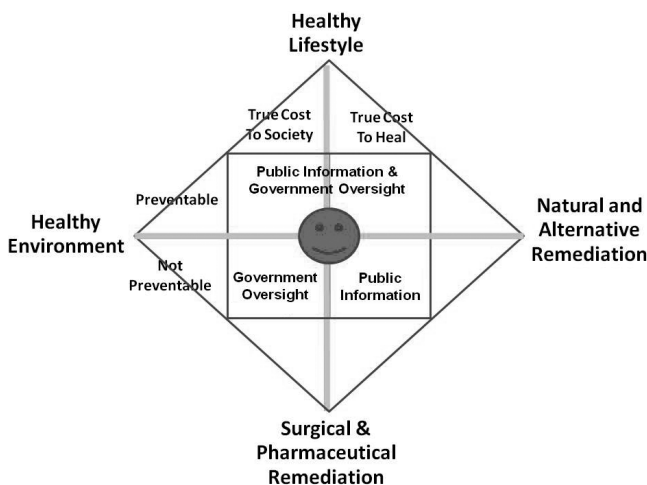 Healthy
Lifestyle
True Cost
To Society
True Cost
To Heal
Public Information &
Government Oversight
Preventable
Healthy
Environment
Natural and
Alternative
Remediation
Not
Preventable
Government
Oversight
Public
Information
Surgical &
Pharmaceutical
Remediation